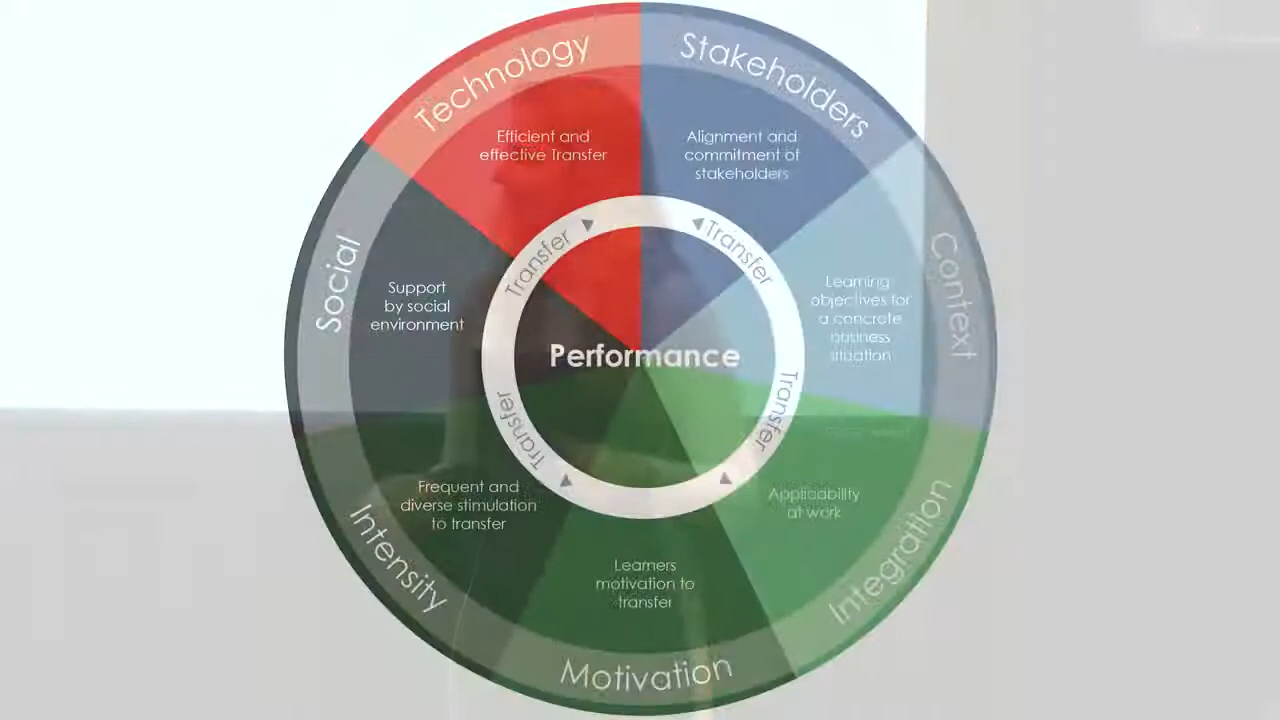 Technology
Stakeholders
Efficient and
effective Transfer
Alignment and
commitment of
stakeholders
Transfer
Transfer
Social
Context
Support
by social
environment
Learning
objectives for
a concrete
business
situation
Performance
Transfer
Transfer
Frequent and
diverse stimulation
to transfer
Applicability
at work
Intensity
Integration
Learners
motivation to
transfer
Motivation